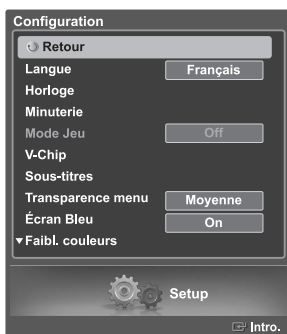 Configuration
Retour
Langue Français
Horloge
Minuterie
Mode Jeu Off
V-Chip
Sous-titres
Transparence menu Moyenne
Écran Bleu On
▼Faibl. couleurs
Setup
Intro.